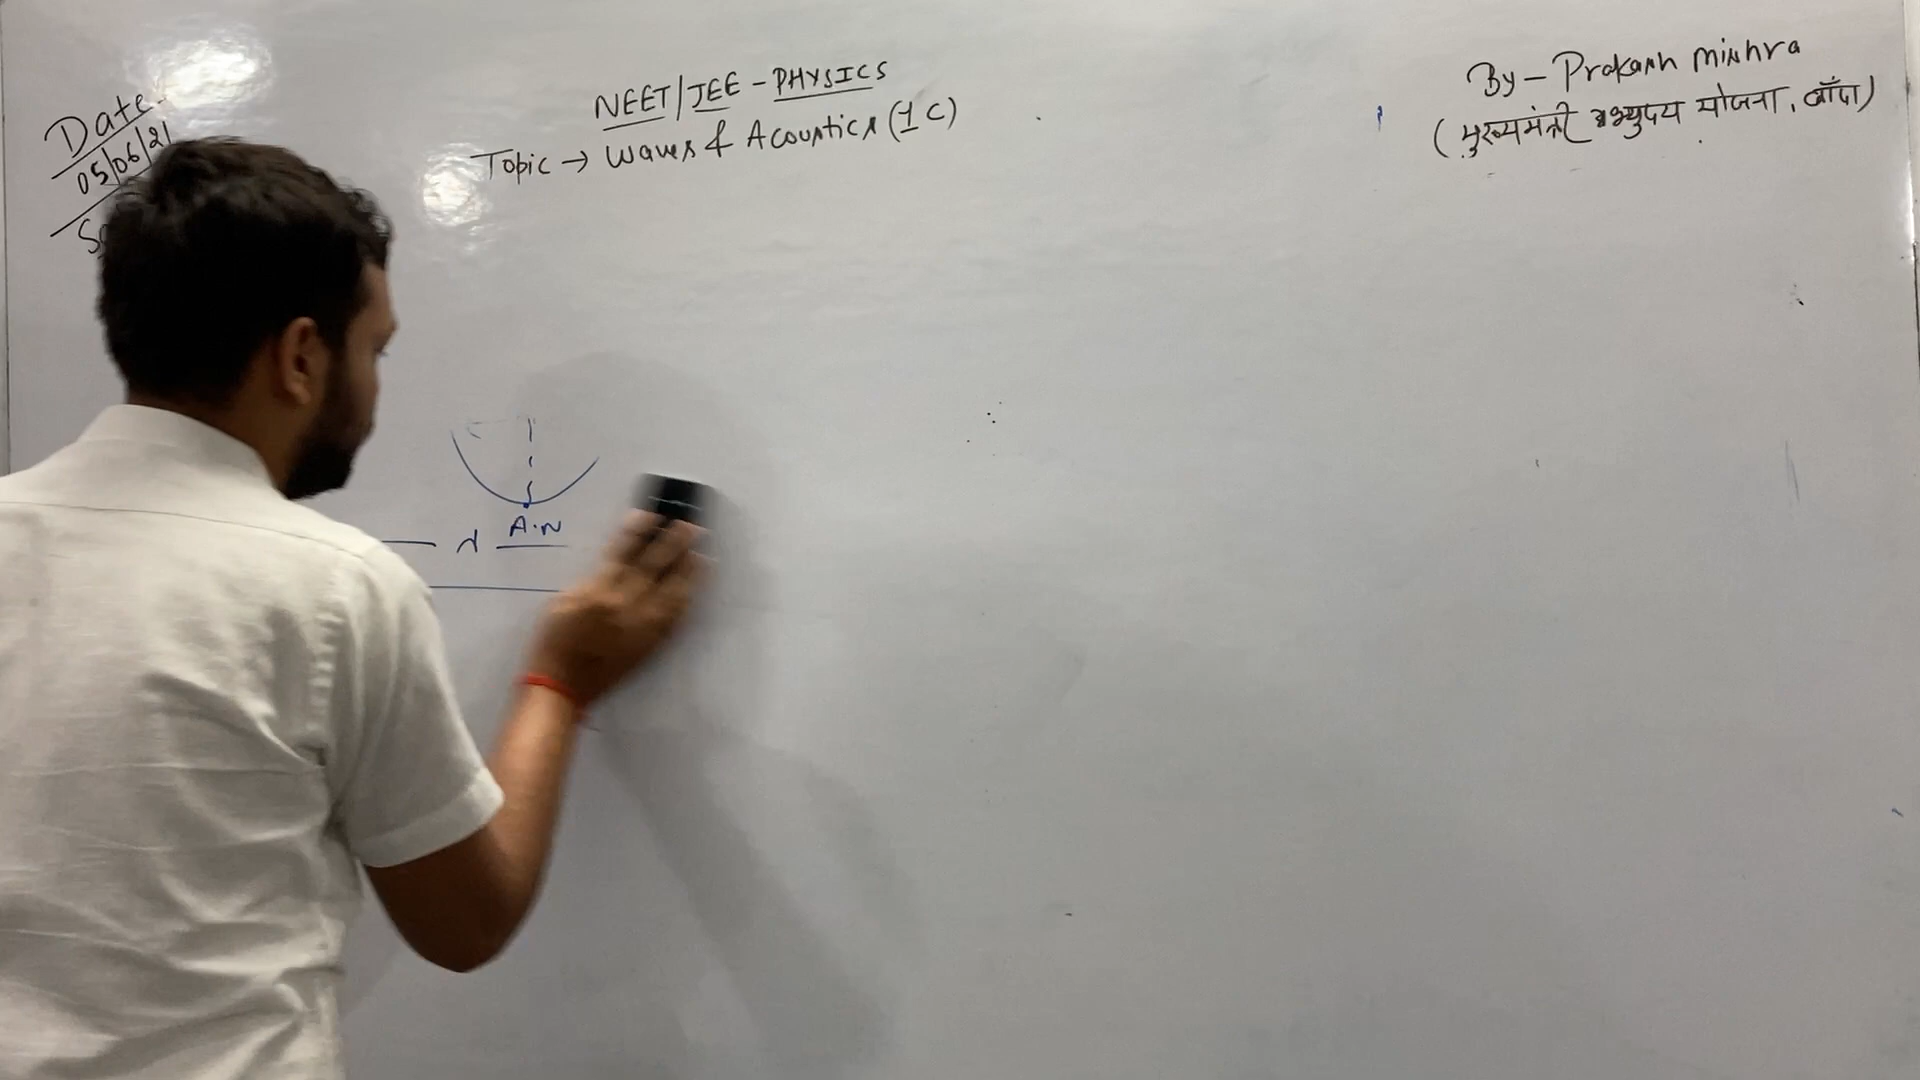 Date-
05/06/21
NEET/JEE - PHYSICS
Topic → Waves & Acoustics (1C)
By - Prakash Mishra
(मुख्यमंत्री अभ्युदय योजना, बाँदा)
A.N